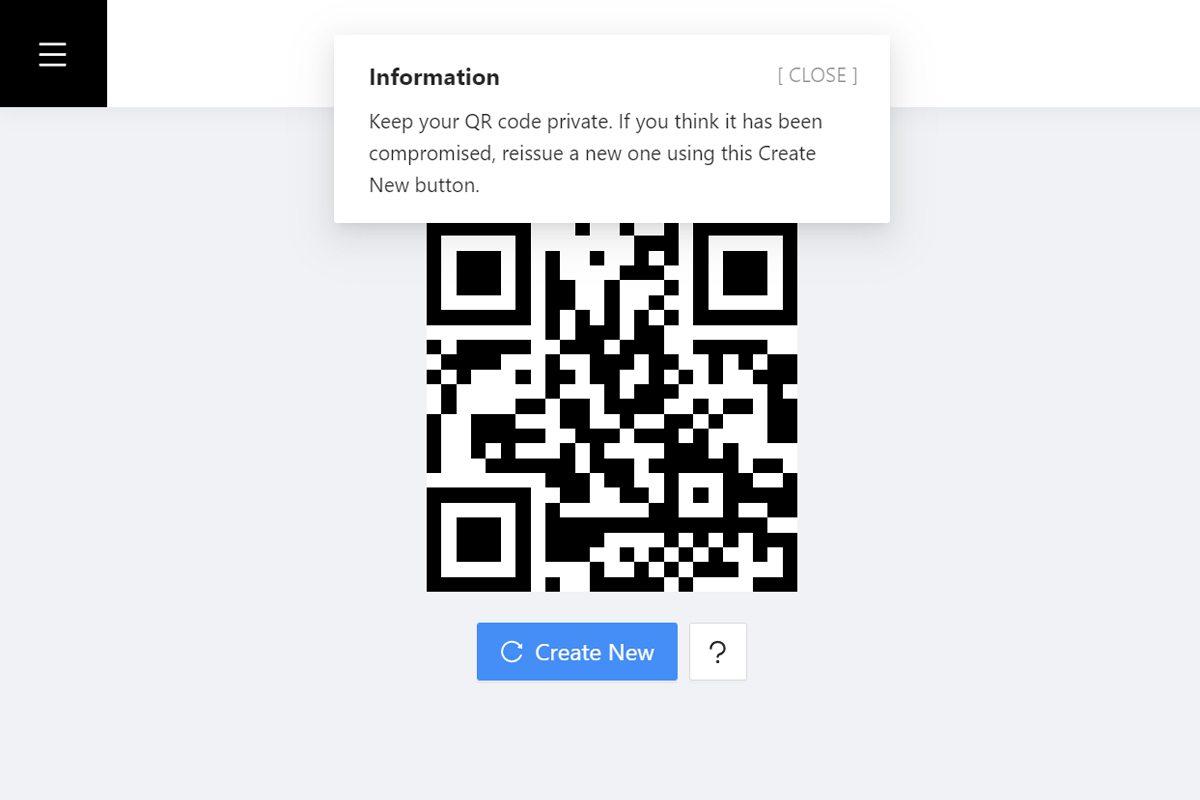 Information
[ CLOSE ]
Keep your QR code private. If you think it has been
compromised, reissue a new one using this Create
New button.
Create New
?